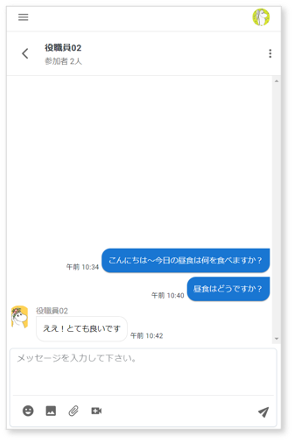 役職員02
参加者 2人
午前 10:34
こんにちは～今日の昼食は何を食べますか？
午前 10:40
昼食はどうですか？
役職員02
ええ！とても良いです
午前 10:42
メッセージを入力して下さい。